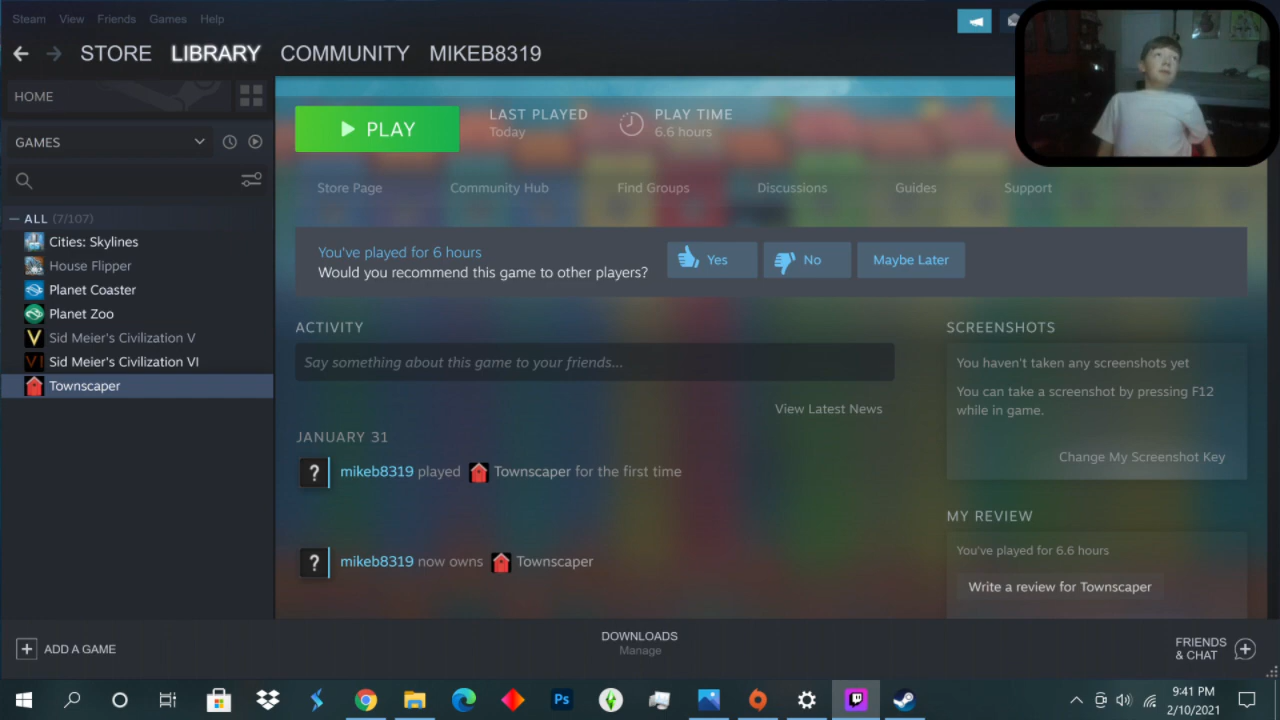 Steam View Friends Games Help
STORE LIBRARY COMMUNITY MIKEB8319
HOME
PLAY
LAST PLAYED
Today
PLAY TIME
6.6 hours
GAMES
Store Page Community Hub Find Groups Discussions Guides Support
ALL (7/107)
Cities: Skylines
House Flipper
Planet Coaster
Planet Zoo
Sid Meier's Civilization V
Sid Meier's Civilization VI
Townscaper
You've played for 6 hours
Would you recommend this game to other players?
Yes
No
Maybe Later
ACTIVITY
Say something about this game to your friends...
View Latest News
JANUARY 31
mikeb8319 played Townscaper for the first time
mikeb8319 now owns Townscaper
SCREENSHOTS
You haven't taken any screenshots yet
You can take a screenshot by pressing F12
while in game.
Change My Screenshot Key
MY REVIEW
You've played for 6.6 hours
Write a review for Townscaper
ADD A GAME
DOWNLOADS
Manage
FRIENDS
& CHAT
Ps
9:41 PM
2/10/2021